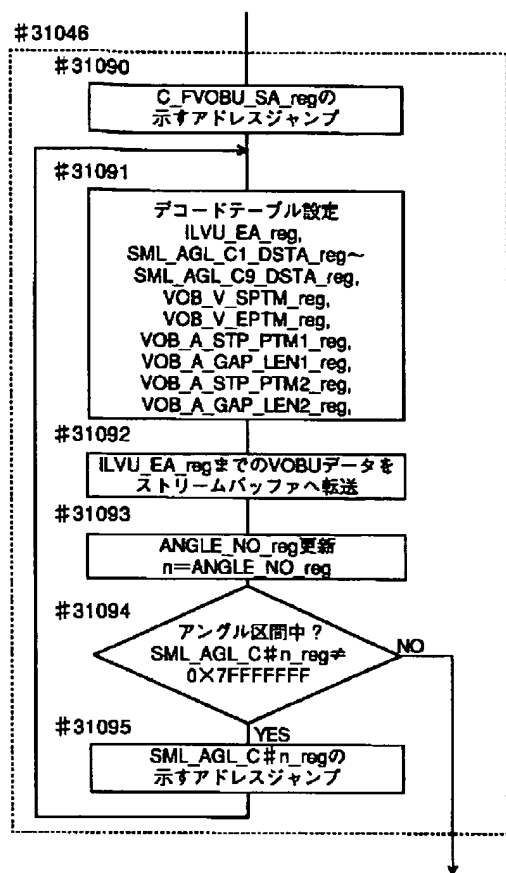 #31046
#31090
C_FVOBU_SA_regの
示すアドレスジャンプ
#31091
デコードテーブル設定
ILVU_EA_reg,
SML_AGL_C1_DSTA_reg~
SML_AGL_C9_DSTA_reg,
VOB_V_SPTM_reg,
VOB_V_EPTM_reg,
VOB_A_STP_PTM1_reg,
VOB_A_GAP_LEN1_reg,
VOB_A_STP_PTM2_reg,
VOB_A_GAP_LEN2_reg,
#31092
ILVU_EA_regまでのVOBUデータを
ストリームバッファへ転送
#31093
ANGLE_NO_reg更新
n=ANGLE_NO_reg
#31094
アングル区間中?
SML_AGL_C#n_reg≠
0×7FFFFFFF
NO
YES
#31095
SML_AGL_C#n_regの
示すアドレスジャンプ